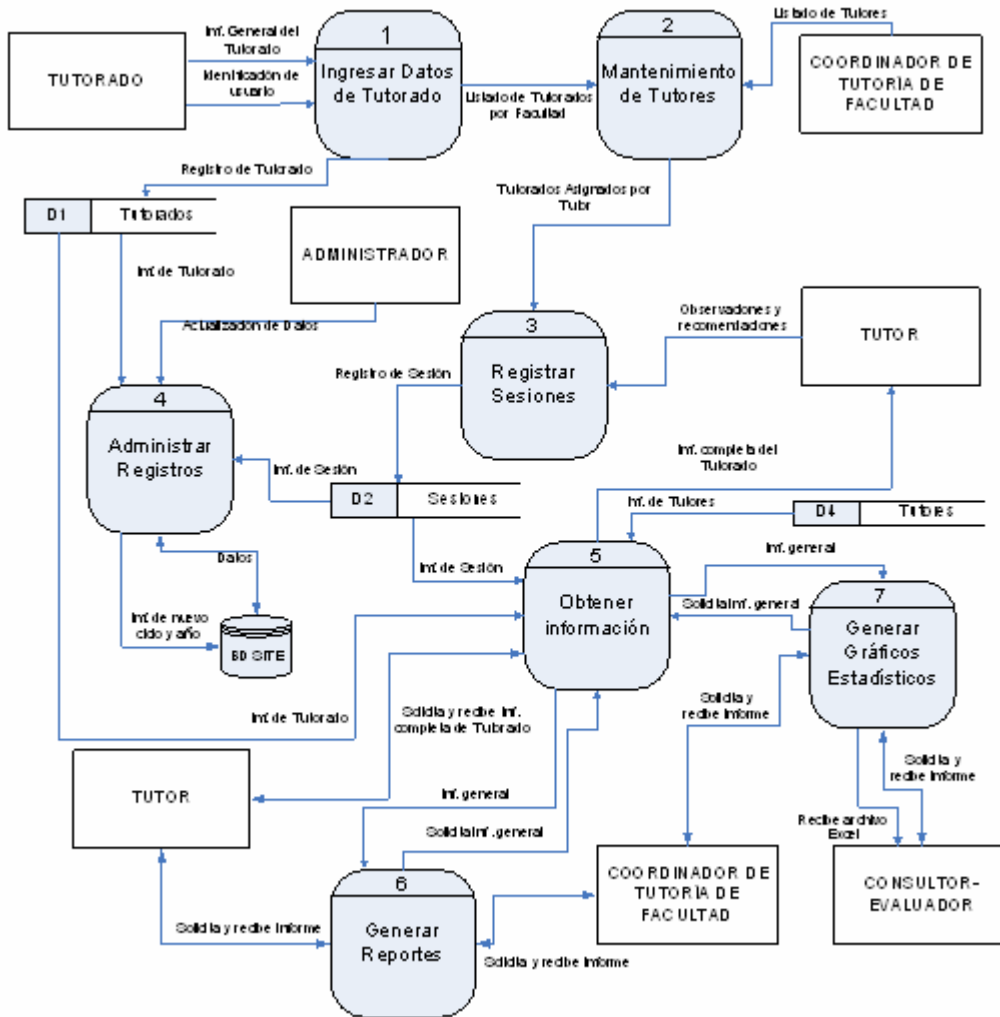 Inf. General del
Tutorado
TUTORADO
Identificación de
usuario
1
Ingresar Datos
de Tutorado
Listado de Tutorados
por Facultad
2
Mantenimiento
de Tutores
Listado de Tutores
COORDINADOR DE
TUTORÍA DE
FACULTAD
Registro de Tutorado
D1
Tutorados
Inf. de Tutorado
ADMINISTRADOR
Actualización de Datos
Tutorados Asignados por
Tutor
3
Registrar
Sesiones
Observaciones y
recomendaciones
TUTOR
Registro de Sesión
4
Administrar
Registros
Inf. de Sesión
D2
Sesiones
Inf. completa del
Tutorado
Inf. de Tutores
D4
Tutores
Datos
Inf. de Sesión
5
Obtener
información
Inf. general
Solicita Inf. general
7
Generar
Gráficos
Estadísticos
Inf. de nuevo
ciclo y año
BD SITE
Inf. de Tutorado
Solicita y recibe Inf.
completa de Tutorado
Solicita y
recibe Informe
Solicita y
recibe Informe
TUTOR
Inf. general
Solicita Inf. general
Recibe archivo
Excel
6
Generar
Reportes
COORDINADOR DE
TUTORÍA DE
FACULTAD
CONSULTOR-
EVALUADOR
Solicita y recibe Informe
Solicita y recibe Informe